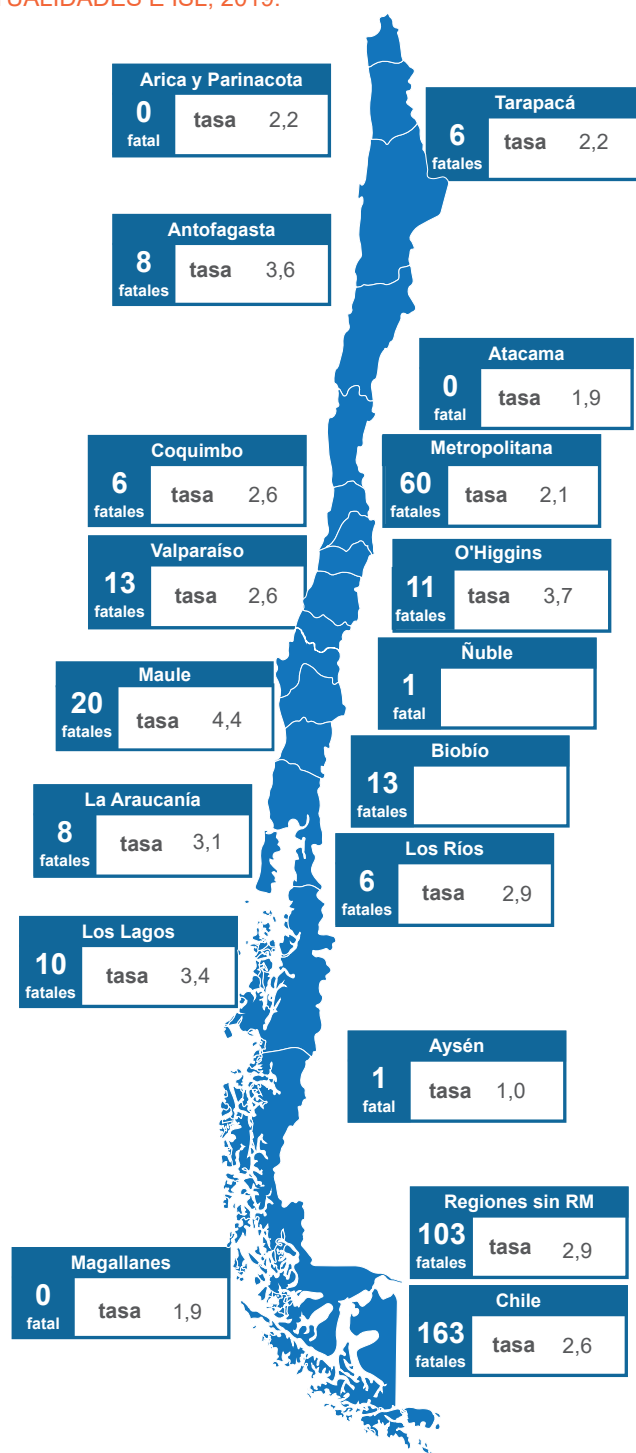 MUTUALIDADES E ISL, 2019.
Arica y Parinacota
0
fatal
tasa 2,2
Tarapacá
6
fatales
tasa 2,2
Antofagasta
8
fatales
tasa 3,6
Atacama
0
fatal
tasa 1,9
Coquimbo
6
fatales
tasa 2,6
Metropolitana
60
fatales
tasa 2,1
Valparaíso
13
fatales
tasa 2,6
O'Higgins
11
fatales
tasa 3,7
Maule
20
fatales
tasa 4,4
Ñuble
1
fatal
Biobío
13
fatales
La Araucanía
8
fatales
tasa 3,1
Los Ríos
6
fatales
tasa 2,9
Los Lagos
10
fatales
tasa 3,4
Aysén
1
fatal
tasa 1,0
Regiones sin RM
103
fatales
tasa 2,9
Magallanes
0
fatal
tasa 1,9
Chile
163
fatales
tasa 2,6